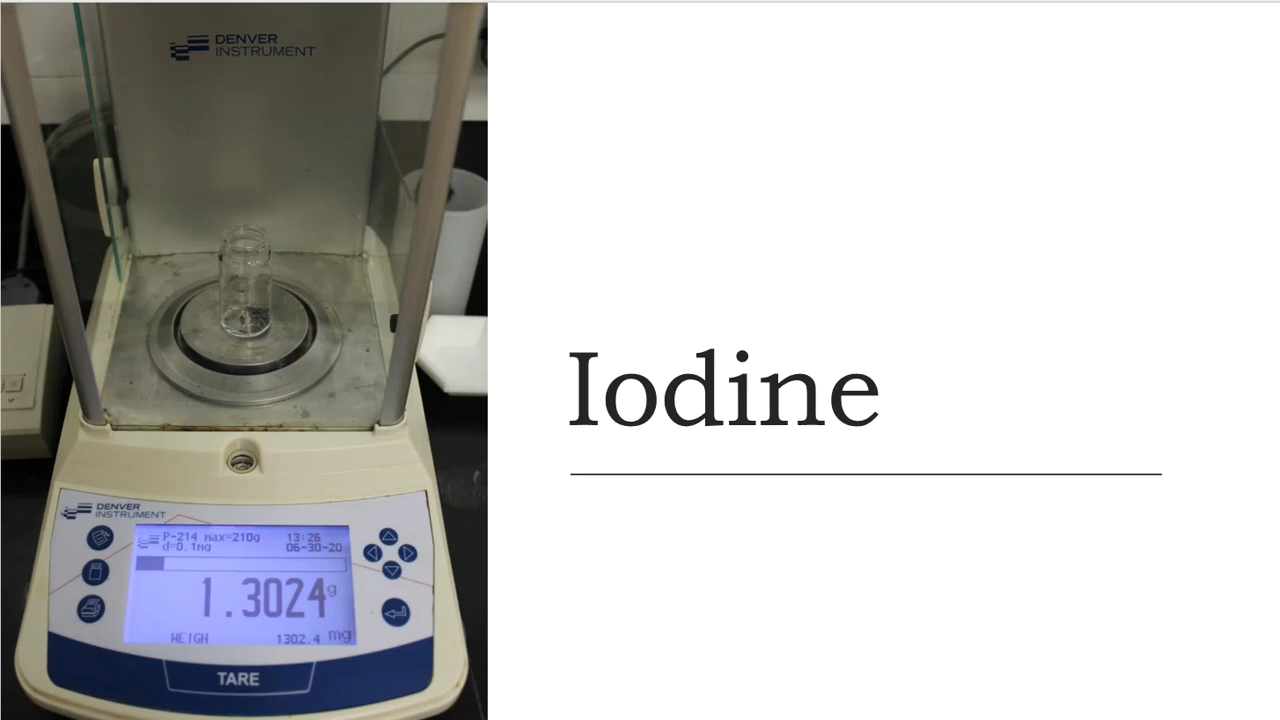 DENVER
INSTRUMENT
Iodine
DENVER
INSTRUMENT
P-214 max=210g 13:26
d=0.1mg 06-30-20
1.3024 g
WEIGH 1302.4 mg
TARE